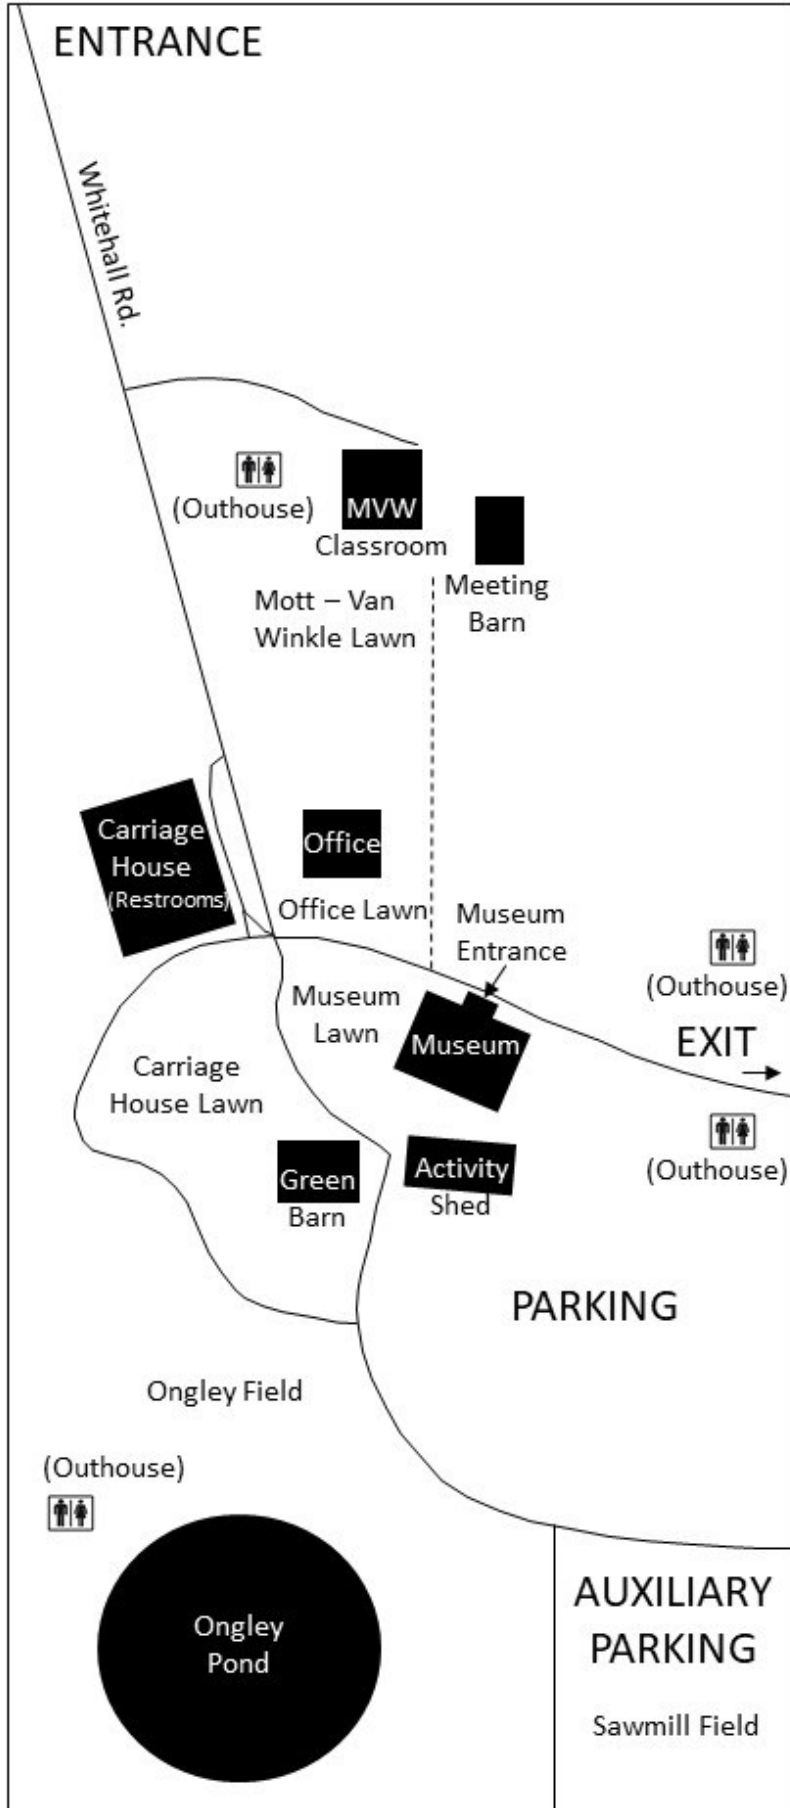 ENTRANCE
Whitehall Rd.
(Outhouse)
MVW
Classroom
Meeting
Barn
Mott – Van
Winkle Lawn
Carriage
House
(Restrooms)
Office
Office Lawn
Museum
Entrance
(Outhouse)
Museum
Lawn
Museum
EXIT
Carriage
House Lawn
(Outhouse)
Green
Barn
Activity
Shed
PARKING
Ongley Field
(Outhouse)
Ongley
Pond
AUXILIARY
PARKING
Sawmill Field